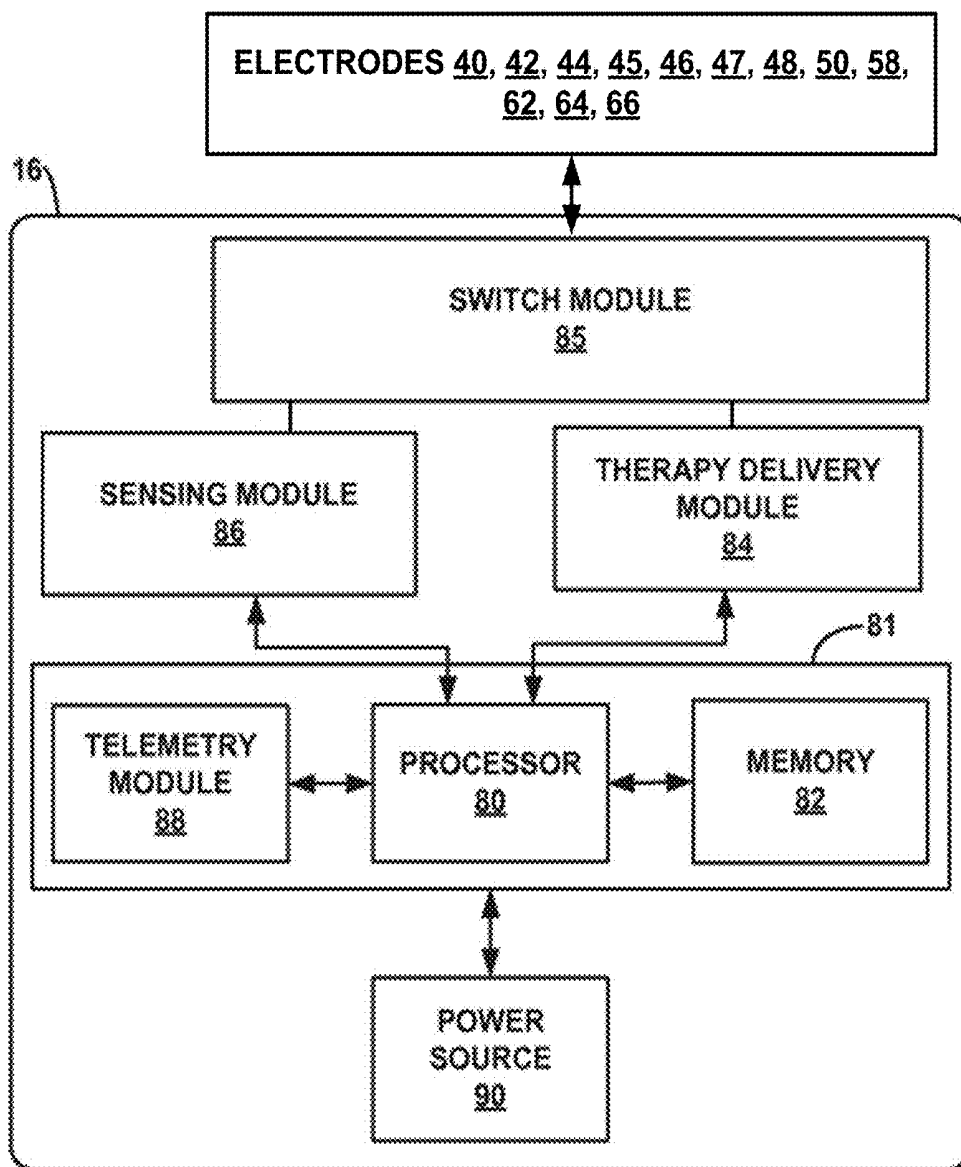 ELECTRODES 40, 42, 44, 45, 46, 47, 48, 50, 58,
62, 64, 66
16
SWITCH MODULE
85
SENSING MODULE
86
THERAPY DELIVERY
MODULE
84
81
TELEMETRY
MODULE
88
PROCESSOR
80
MEMORY
82
POWER
SOURCE
90